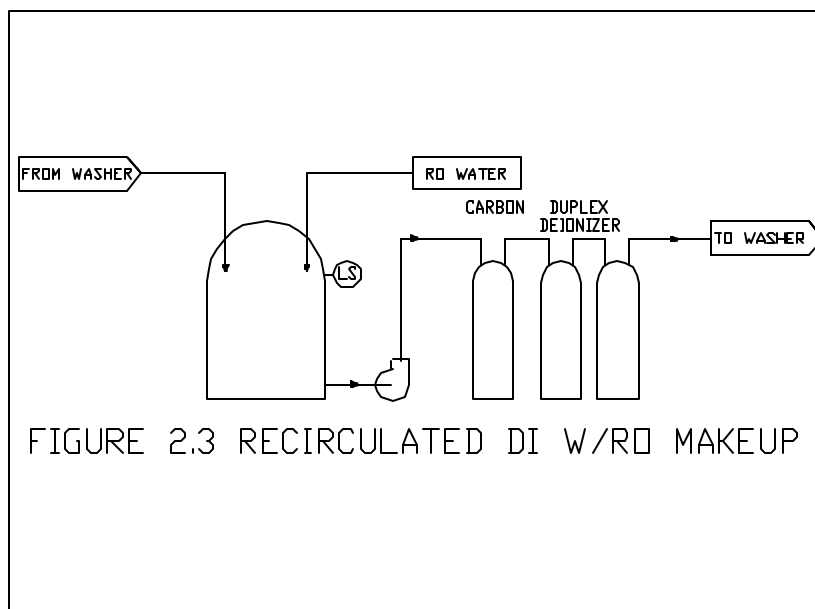 FROM WASHER
RO WATER
CARBON
DUPLEX
DEIONIZER
TO WASHER
LS
FIGURE 2.3 RECIRCULATED DI W/RO MAKEUP